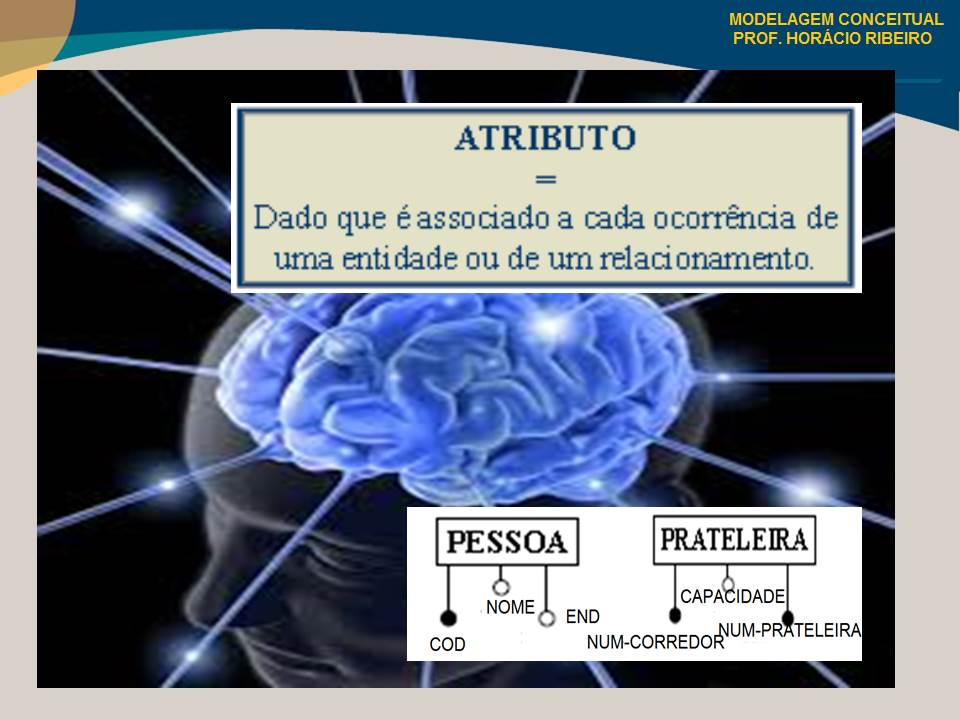 MODELAGEM CONCEITUAL
PROF. HORÁCIO RIBEIRO
ATRIBUTO
=
Dado que é associado a cada ocorrência de
uma entidade ou de um relacionamento.
PESSOA
COD
NOME
END
PRATELEIRA
NUM-CORREDOR
CAPACIDADE
NUM-PRATELEIRA